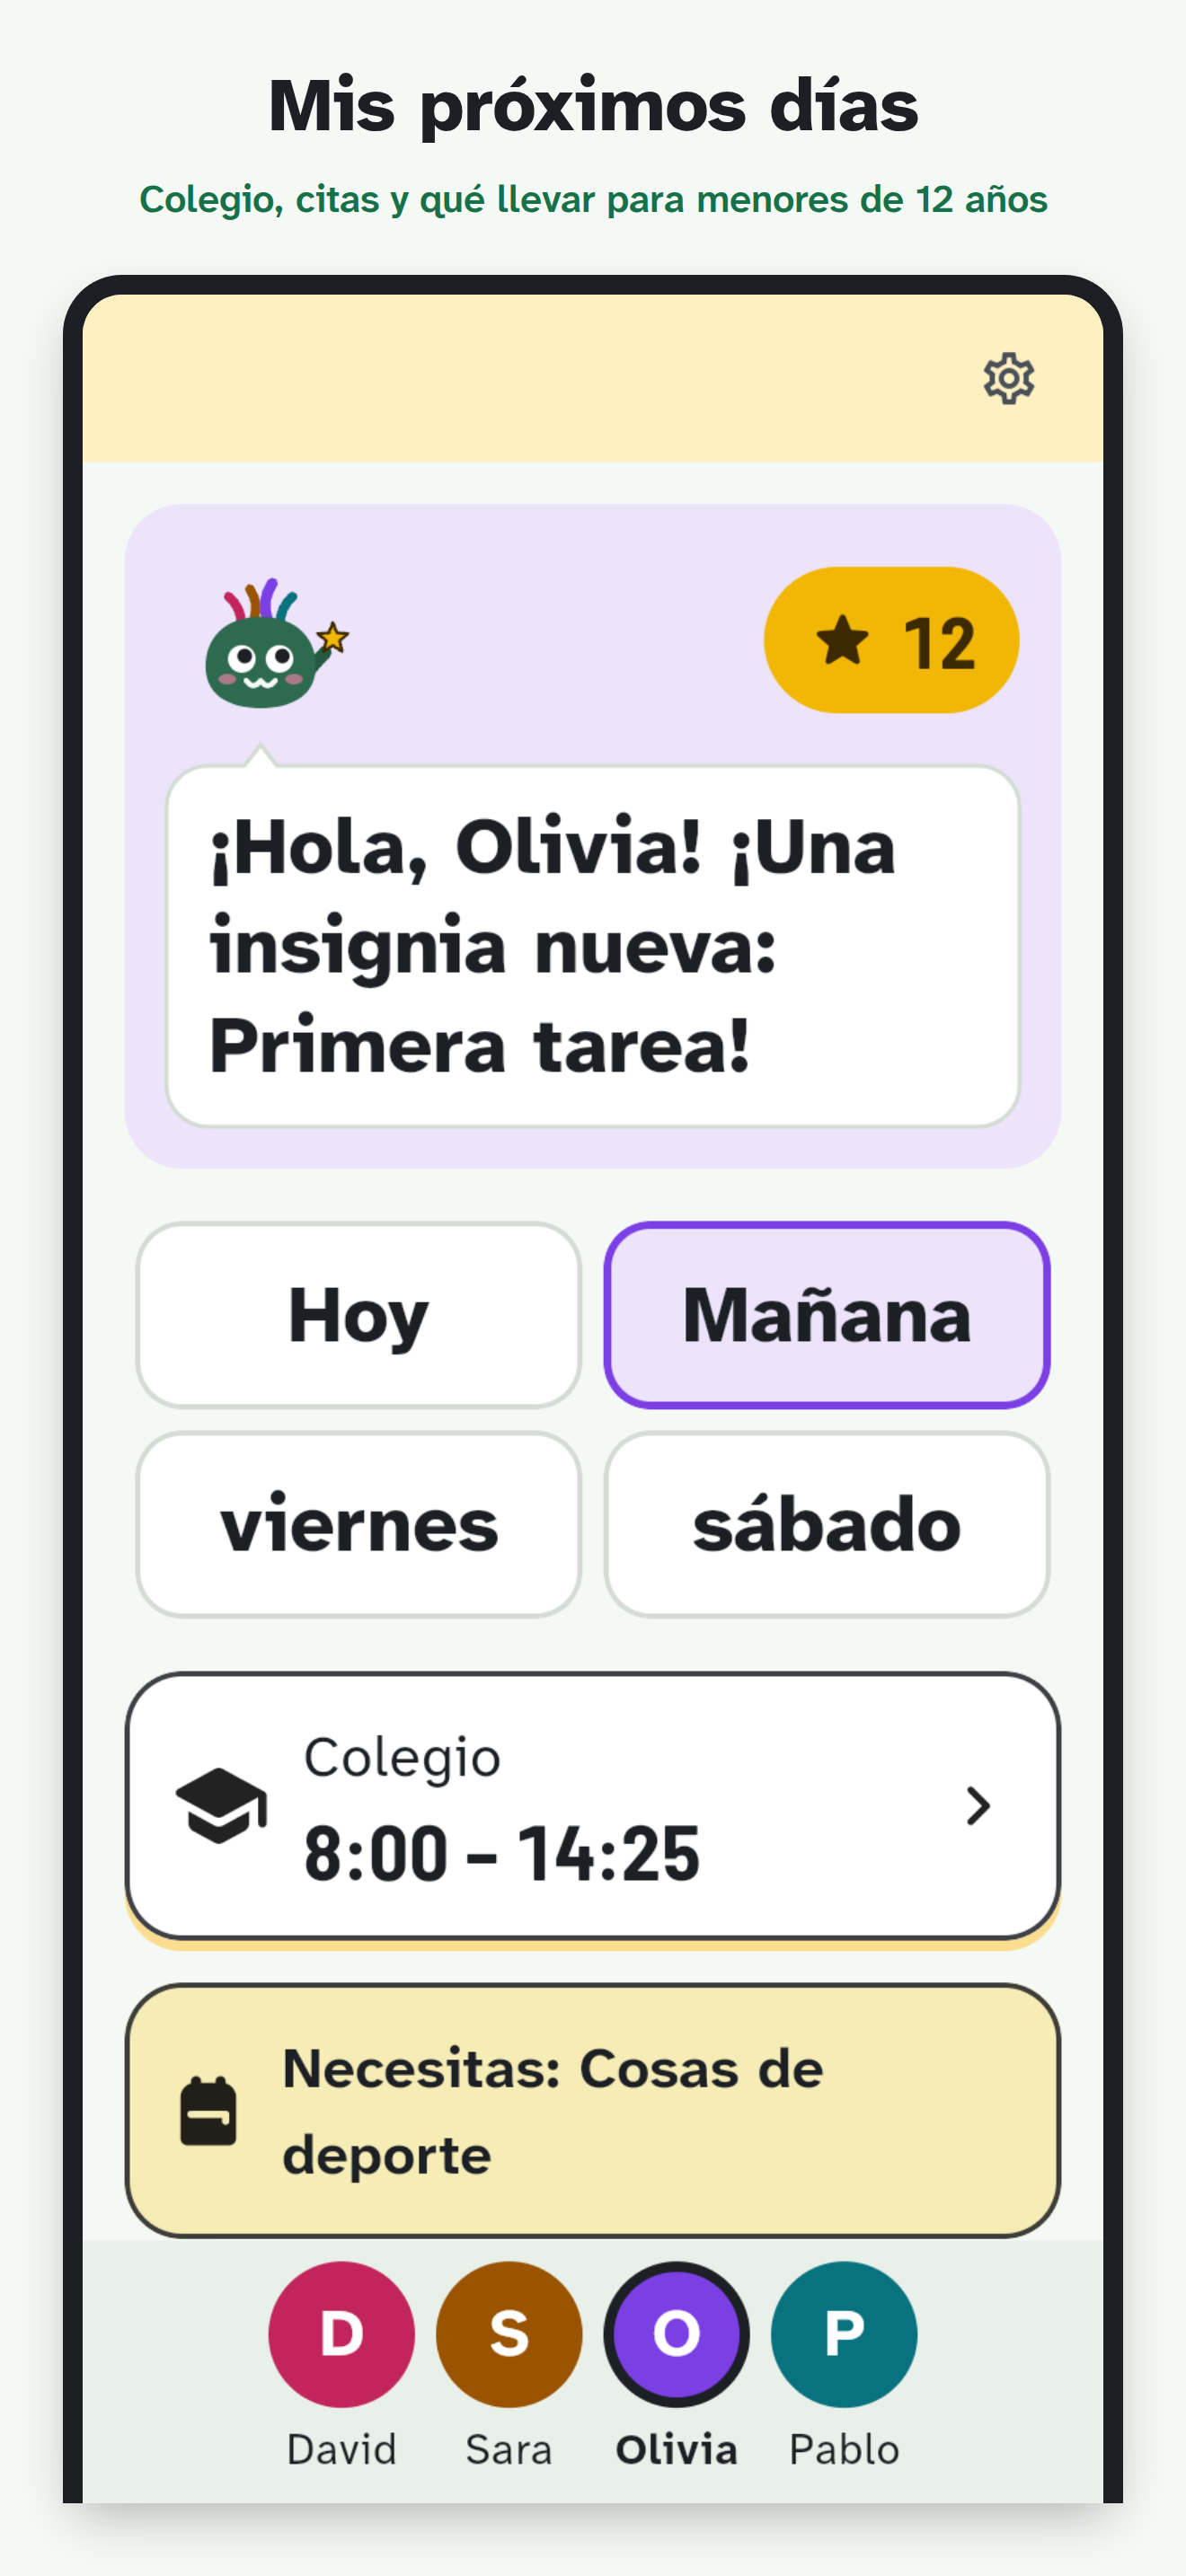 Mis próximos días
Colegio, citas y qué llevar para menores de 12 años
12
¡Hola, Olivia! ¡Una
insignia nueva:
Primera tarea!
Hoy
Mañana
viernes
sábado
Colegio
8:00 – 14:25
Necesitas: Cosas de
deporte
D
S
O
P
David
Sara
Olivia
Pablo